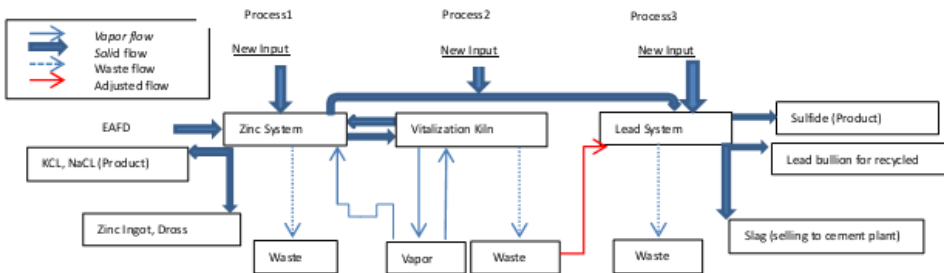 Process1
Process2
Process3
Vapor flow
Solid flow
Waste flow
Adjusted flow
New Input
New Input
New Input
EAFD
Zinc System
Vitalization Kiln
Lead System
Sulfide (Product)
KCL, NaCL (Product)
Lead bullion for recycled
Zinc Ingot, Dross
Slag (selling to cement plant)
Waste
Vapor
Waste
Waste